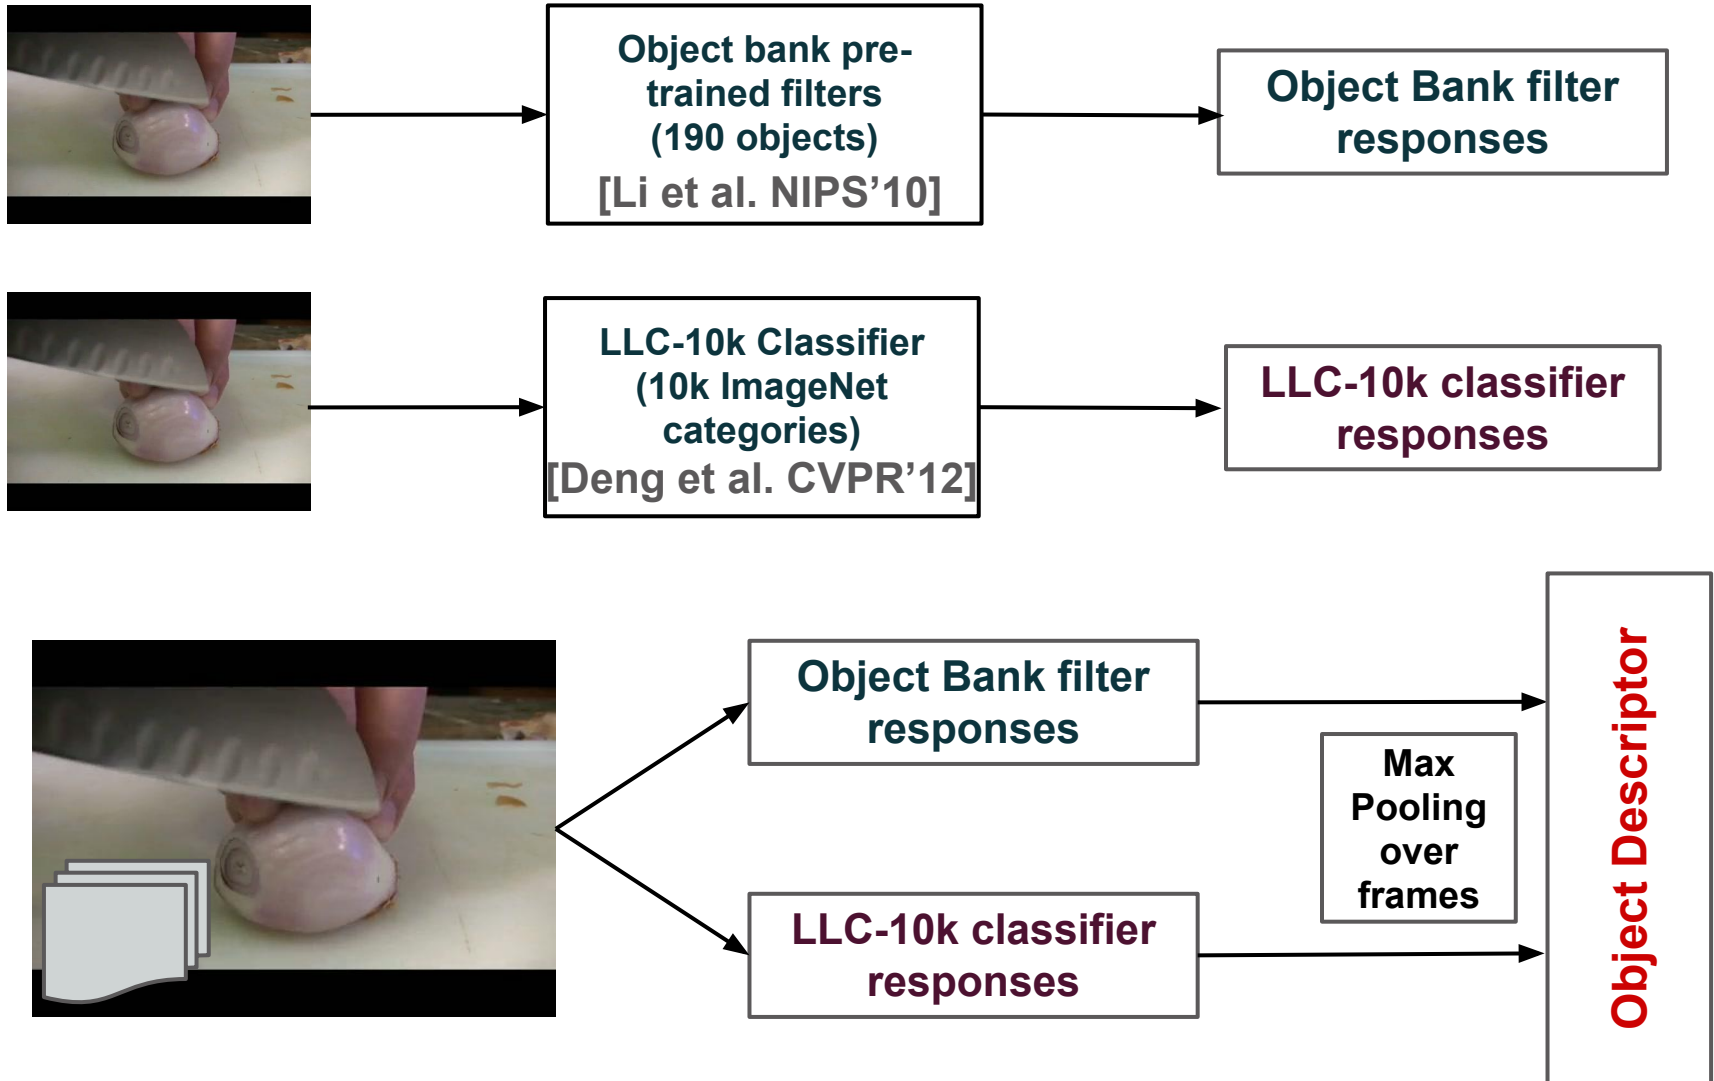 Object bank pre-
trained filters
(190 objects)
[Li et al. NIPS’10]
Object Bank filter
responses
LLC-10k Classifier
(10k ImageNet
categories)
[Deng et al. CVPR’12]
LLC-10k classifier
responses
Object Bank filter
responses
LLC-10k classifier
responses
Max
Pooling
over
frames
Object Descriptor